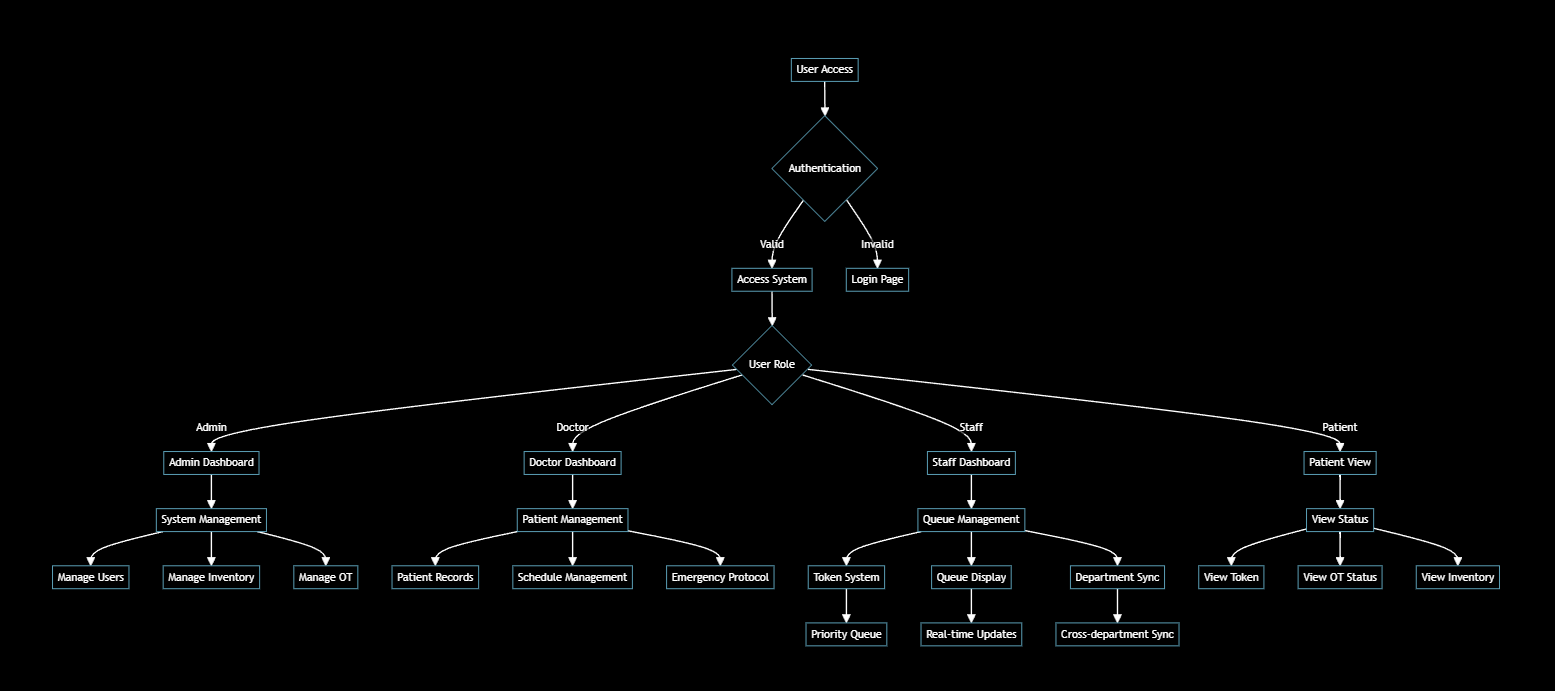 User Access
Authentication
Valid
Invalid
Access System
Login Page
User Role
Admin
Doctor
Staff
Patient
Admin Dashboard
Doctor Dashboard
Staff Dashboard
Patient View
System Management
Patient Management
Queue Management
View Status
Manage Users
Manage Inventory
Manage OT
Patient Records
Schedule Management
Emergency Protocol
Token System
Queue Display
Department Sync
View Token
View OT Status
View Inventory
Priority Queue
Real-time Updates
Cross-department Sync